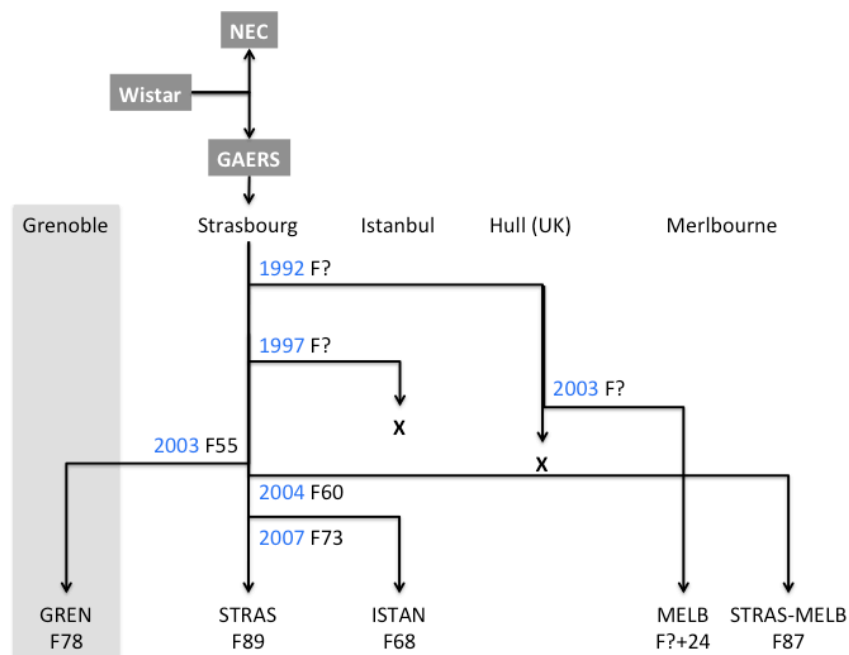 NEC
Wistar
GAERS
Grenoble Strasbourg Istanbul Hull (UK) Merlbourne
1992 F?
1997 F?
2003 F?
X
2003 F55
X
2004 F60
2007 F73
GREN STRAS ISTAN MELB STRAS-MELB
F78 F89 F68 F?+24 F87